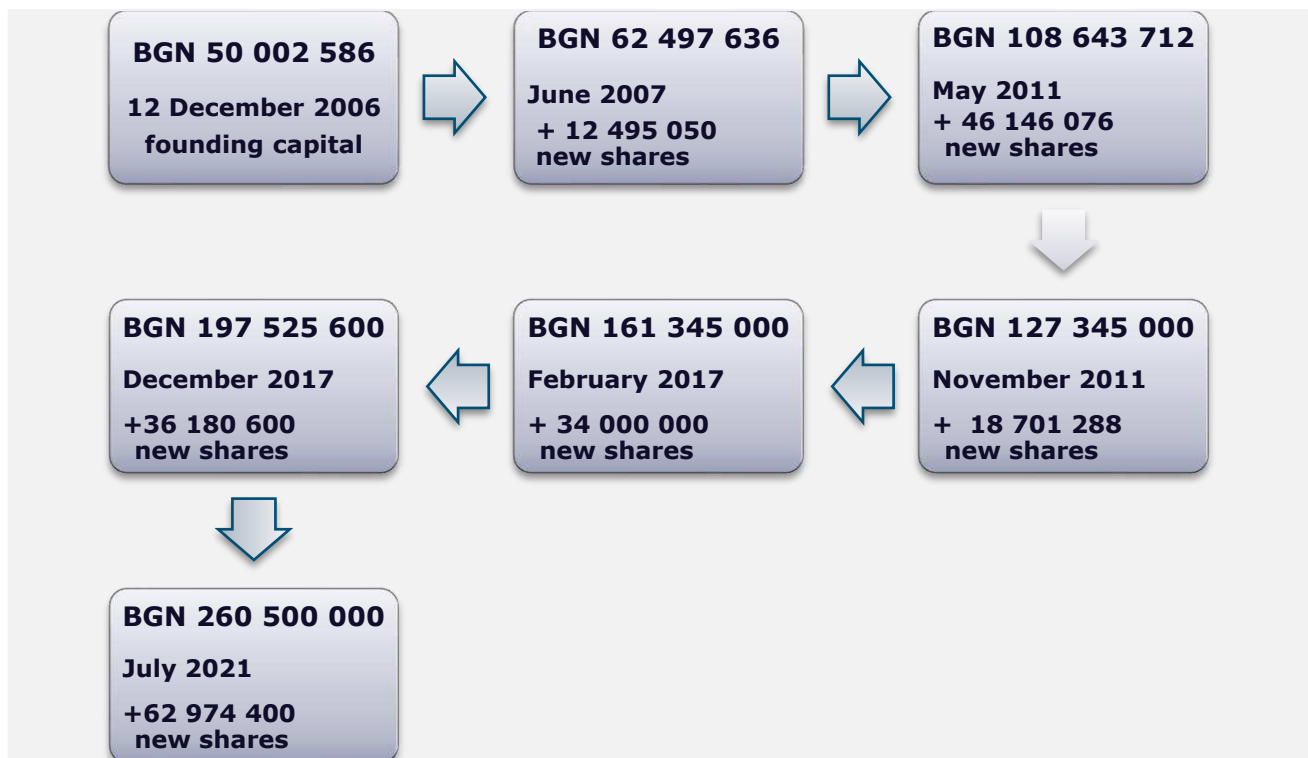 BGN 50 002 586
12 December 2006
founding capital
BGN 62 497 636
June 2007
+ 12 495 050
new shares
BGN 108 643 712
May 2011
+ 46 146 076
new shares
BGN 127 345 000
November 2011
+ 18 701 288
new shares
BGN 161 345 000
February 2017
+ 34 000 000
new shares
BGN 197 525 600
December 2017
+36 180 600
new shares
BGN 260 500 000
July 2021
+62 974 400
new shares